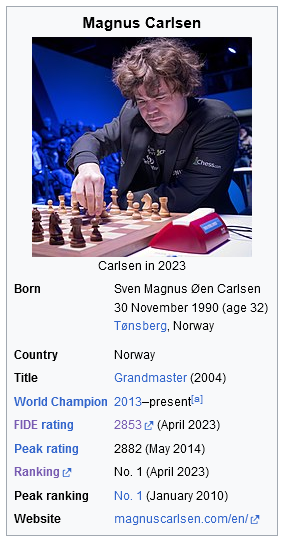 Magnus Carlsen
Chess.com
Carlsen in 2023
Born Sven Magnus Øen Carlsen
30 November 1990 (age 32)
Tønsberg, Norway
Country Norway
Title Grandmaster (2004)
World Champion 2013–present[a]
FIDE rating 2853 (April 2023)
Peak rating 2882 (May 2014)
Ranking No. 1 (April 2023)
Peak ranking No. 1 (January 2010)
Website magnuscarlsen.com/en/